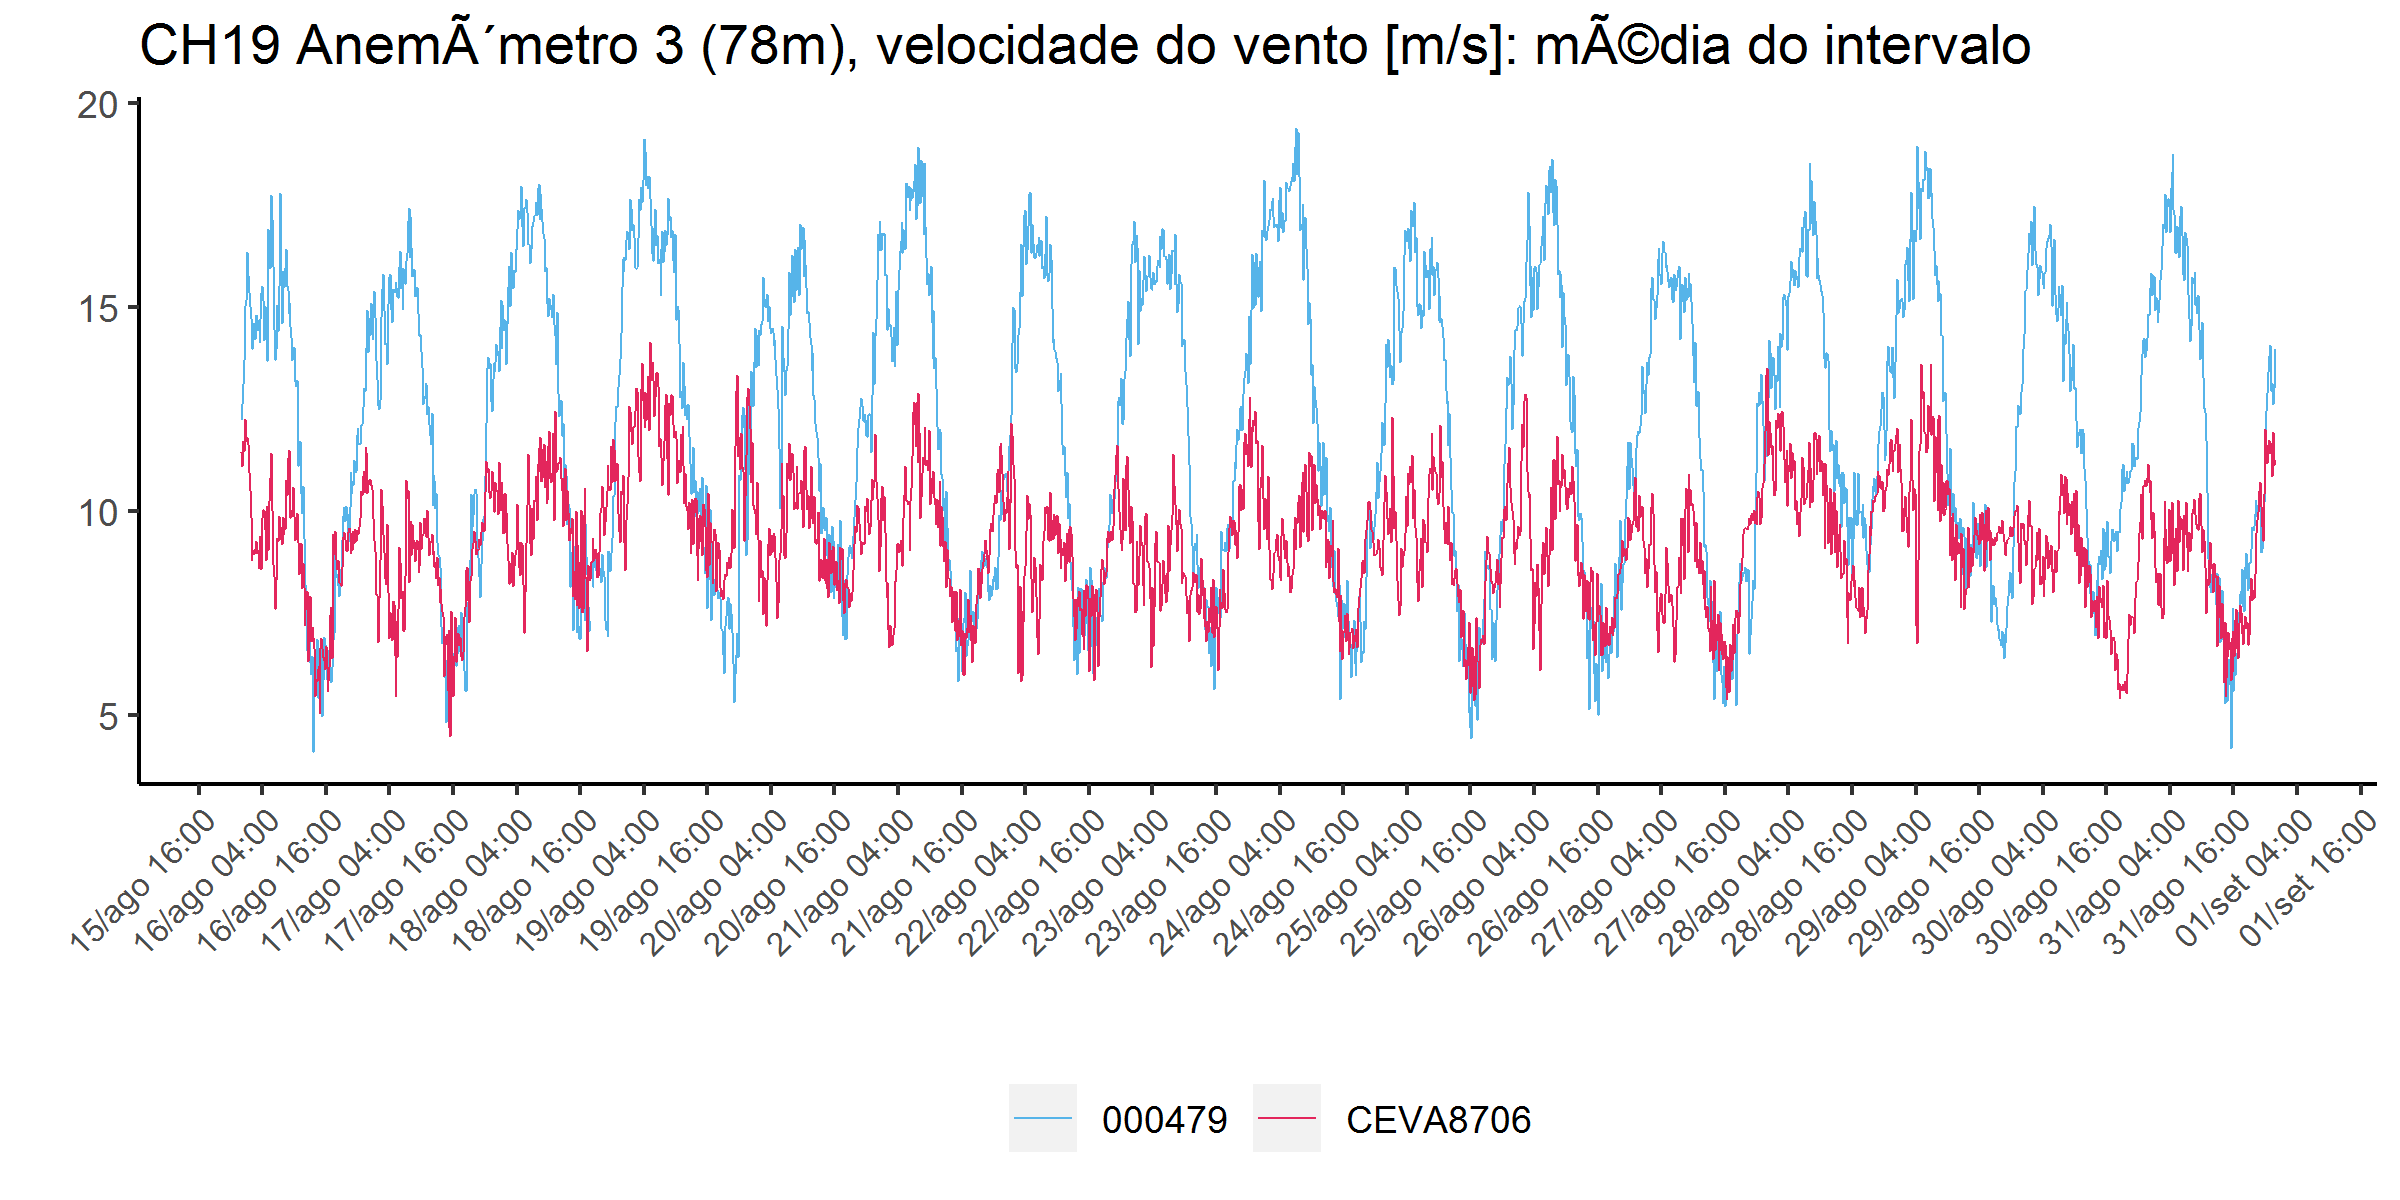 CH19 AnemÃ´metro 3 (78m), velocidade do vento [m/s]: mÃ©dia do intervalo
20
15
10
5
15/ago 16:00
16/ago 04:00
16/ago 16:00
17/ago 04:00
17/ago 16:00
18/ago 04:00
18/ago 16:00
19/ago 04:00
19/ago 16:00
20/ago 04:00
20/ago 16:00
21/ago 04:00
21/ago 16:00
22/ago 04:00
22/ago 16:00
23/ago 04:00
23/ago 16:00
24/ago 04:00
24/ago 16:00
25/ago 04:00
25/ago 16:00
26/ago 04:00
26/ago 16:00
27/ago 04:00
27/ago 16:00
28/ago 04:00
28/ago 16:00
29/ago 04:00
29/ago 16:00
30/ago 04:00
30/ago 16:00
31/ago 04:00
31/ago 16:00
01/set 04:00
01/set 16:00
000479
CEVA8706